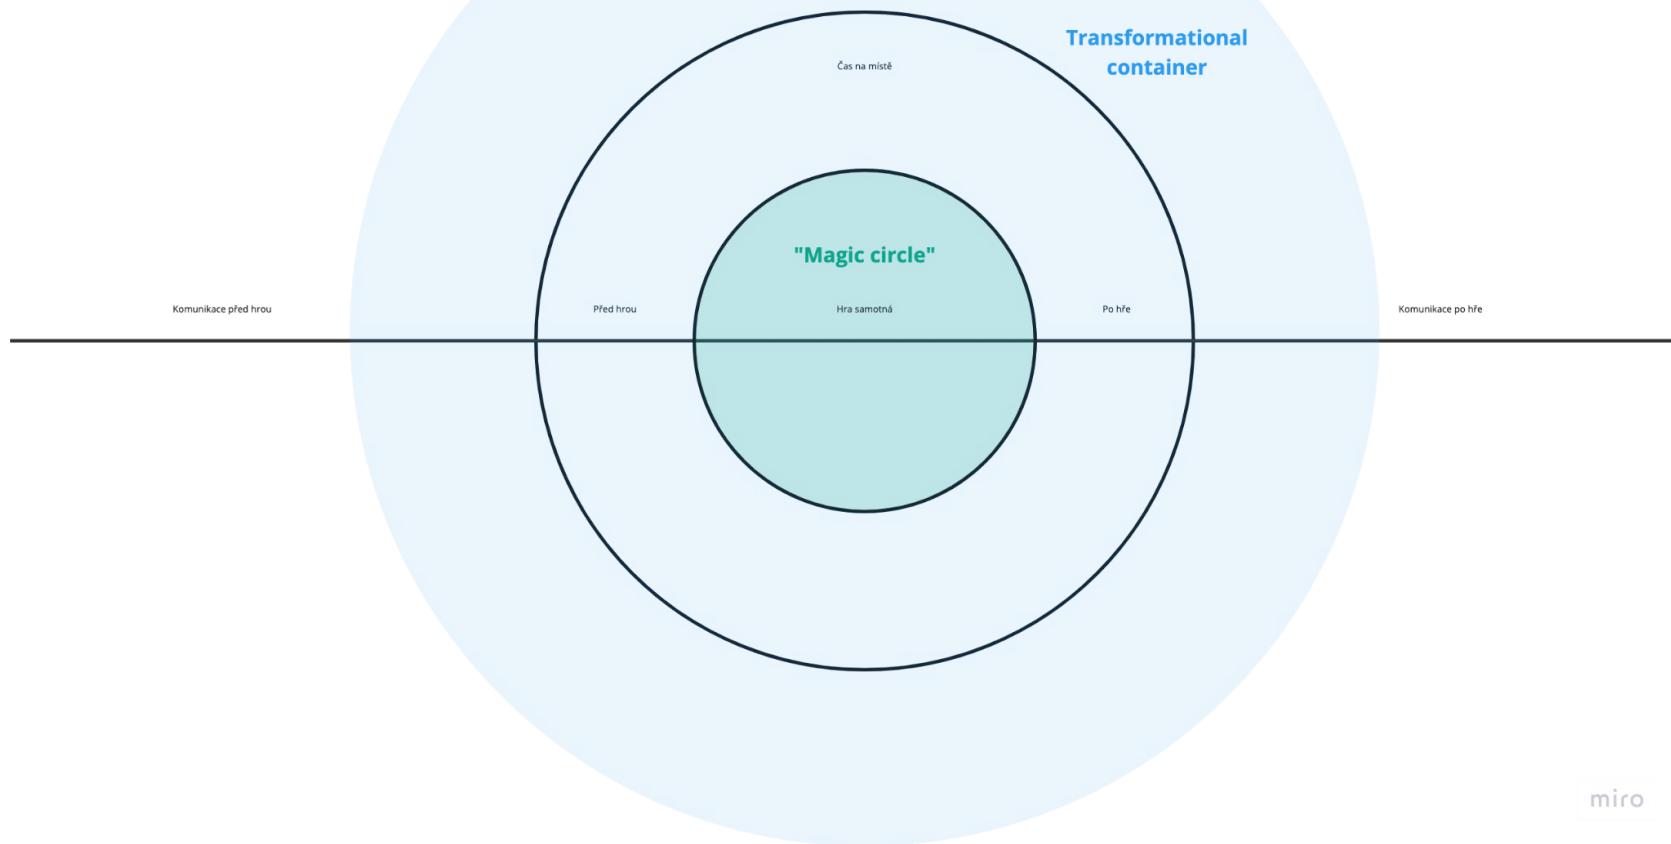 Transformational
container
Čas na místě
"Magic circle"
Komunikace před hrou
Před hrou
Hra samotná
Po hře
Komunikace po hře
miro